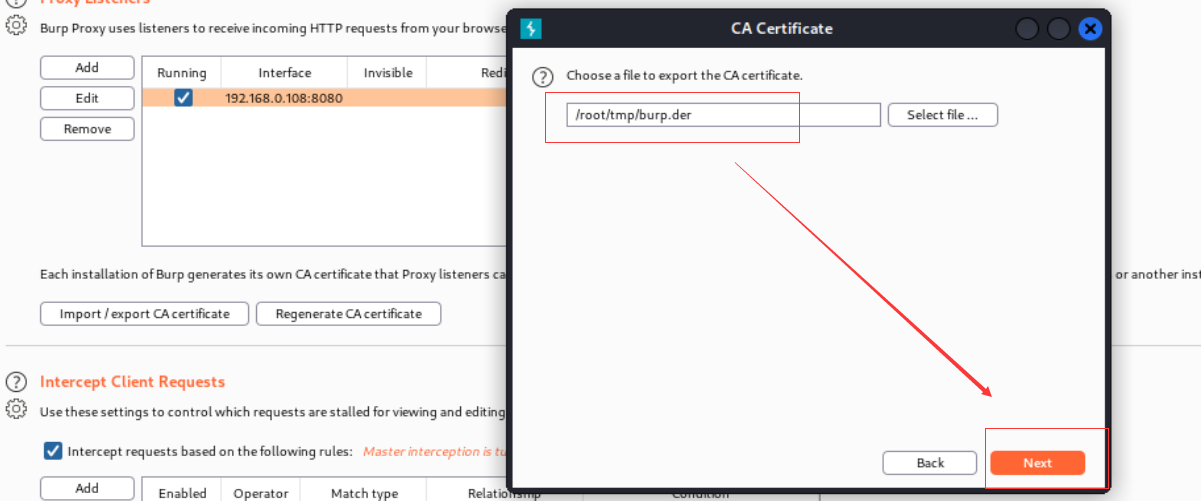 Proxy Listeners
Burp Proxy uses listeners to receive incoming HTTP requests from your browse
Add
Edit
Remove
Running Interface Invisible Redi
192.168.0.108:8080
Each installation of Burp generates its own CA certificate that Proxy listeners ca
or another inst
Import / export CA certificate Regenerate CA certificate
Intercept Client Requests
Use these settings to control which requests are stalled for viewing and editing
Intercept requests based on the following rules: Master interception is tu
Add
Enabled Operator Match type Relationship Condition
CA Certificate
Choose a file to export the CA certificate.
/root/tmp/burp.der Select file ...
Back Next